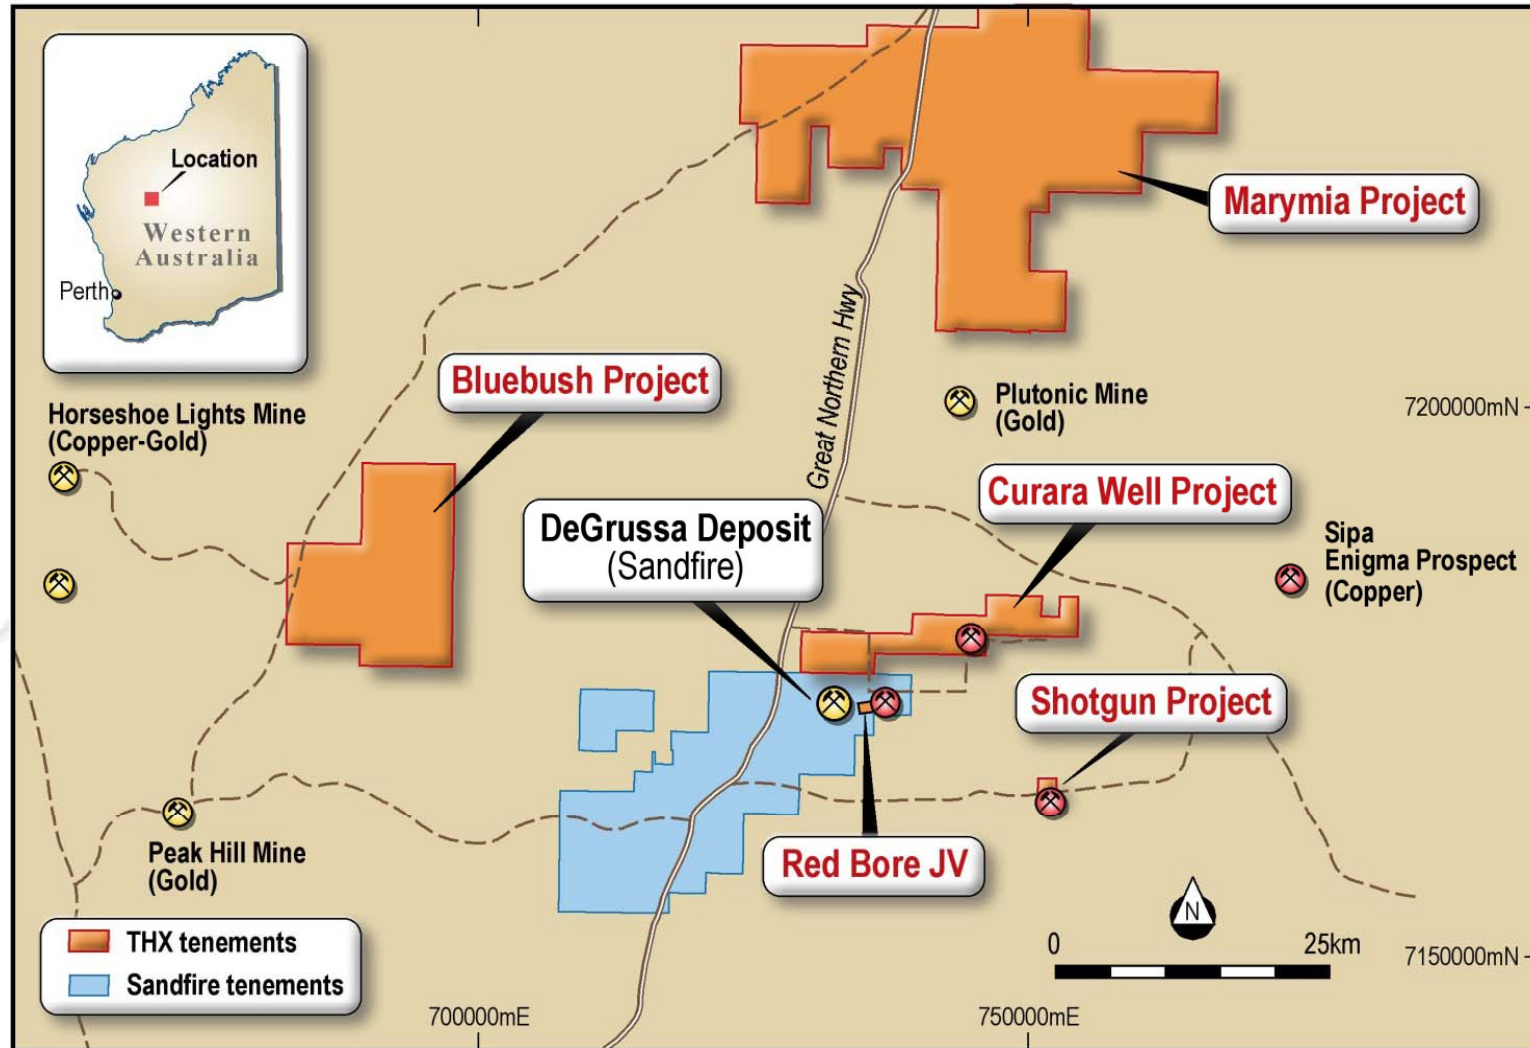 Location
Western
Australia
Perth
Marymia Project
Great Northern Hwy
Bluebush Project
Horseshoe Lights Mine
(Copper-Gold)
Plutonic Mine
(Gold)
7200000mN
Curara Well Project
DeGrussa Deposit
(Sandfire)
Sipa
Enigma Prospect
(Copper)
Shotgun Project
Red Bore JV
Peak Hill Mine
(Gold)
THX tenements
Sandfire tenements
N
0 25km
7150000mN
700000mE
750000mE